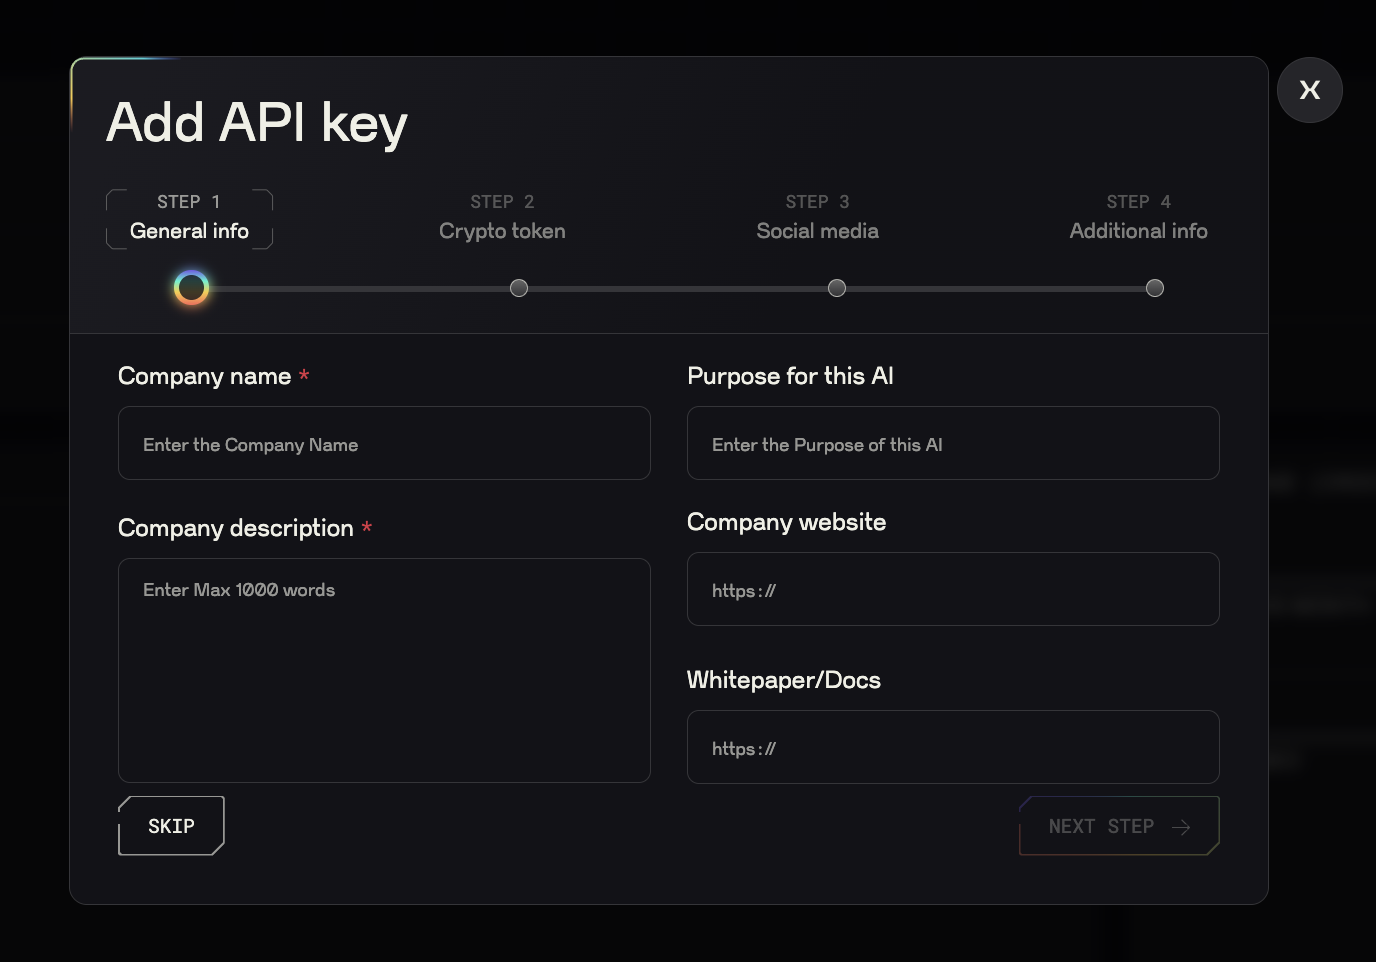 Add API key
X
STEP 1
General info
STEP 2
Crypto token
STEP 3
Social media
STEP 4
Additional info
Company name *
Enter the Company Name
Purpose for this AI
Enter the Purpose of this AI
Company description *
Enter Max 1000 words
Company website
https://
Whitepaper/Docs
https://
SKIP
NEXT STEP →